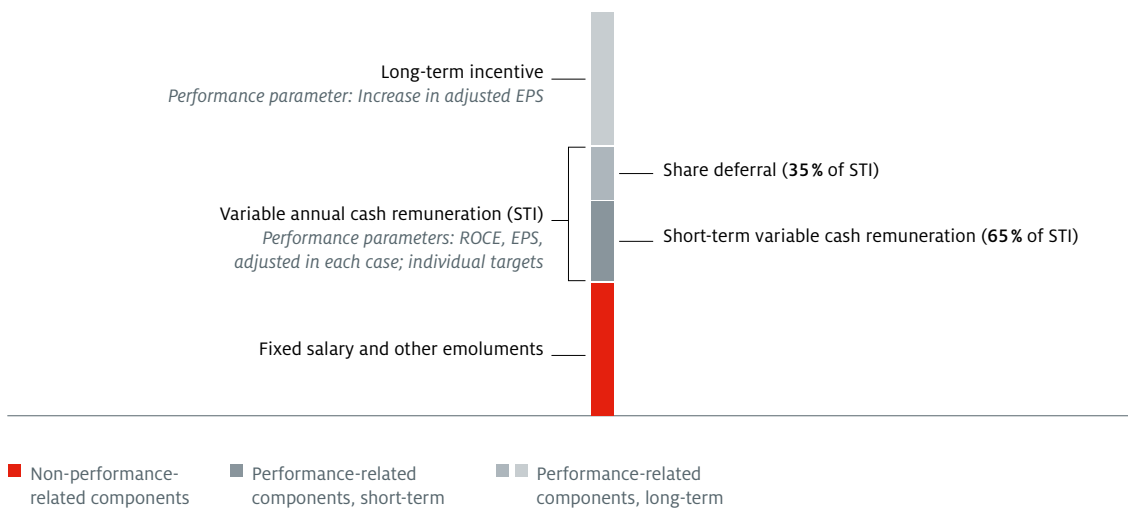 Long-term incentive
Performance parameter: Increase in adjusted EPS
Share deferral (35 % of STI)
Variable annual cash remuneration (STI)
Performance parameters: ROCE, EPS,
adjusted in each case; individual targets
Short-term variable cash remuneration (65 % of STI)
Fixed salary and other emoluments
Non-performance-
related components
Performance-related
components, short-term
Performance-related
components, long-term